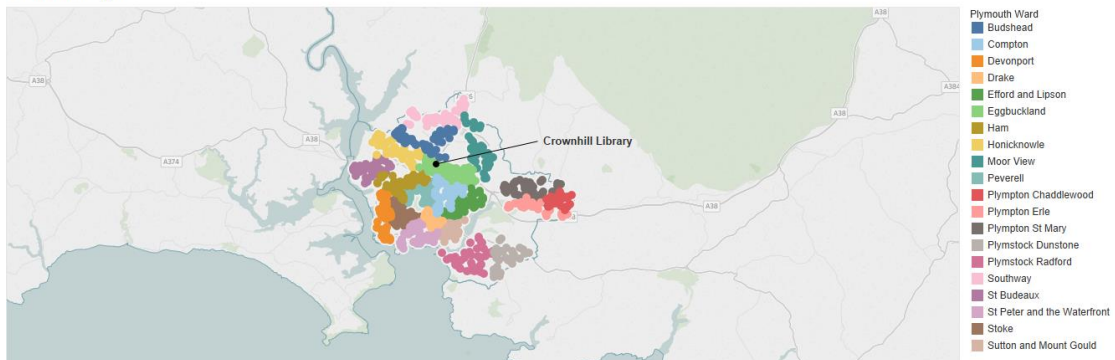 Plymouth Ward
Budshead
Compton
Devonport
Drake
Efford and Lipson
Eggbuckland
Ham
Honicknowle
Moor View
Peverell
Plympton Chaddlewood
Plympton Erle
Plympton St Mary
Plymstock Dunstone
Plymstock Radford
Southway
St Budeaux
St Peter and the Waterfront
Stoke
Sutton and Mount Gould
Crownhill Library
A38
A38
A384
A38
A38
A374
A38